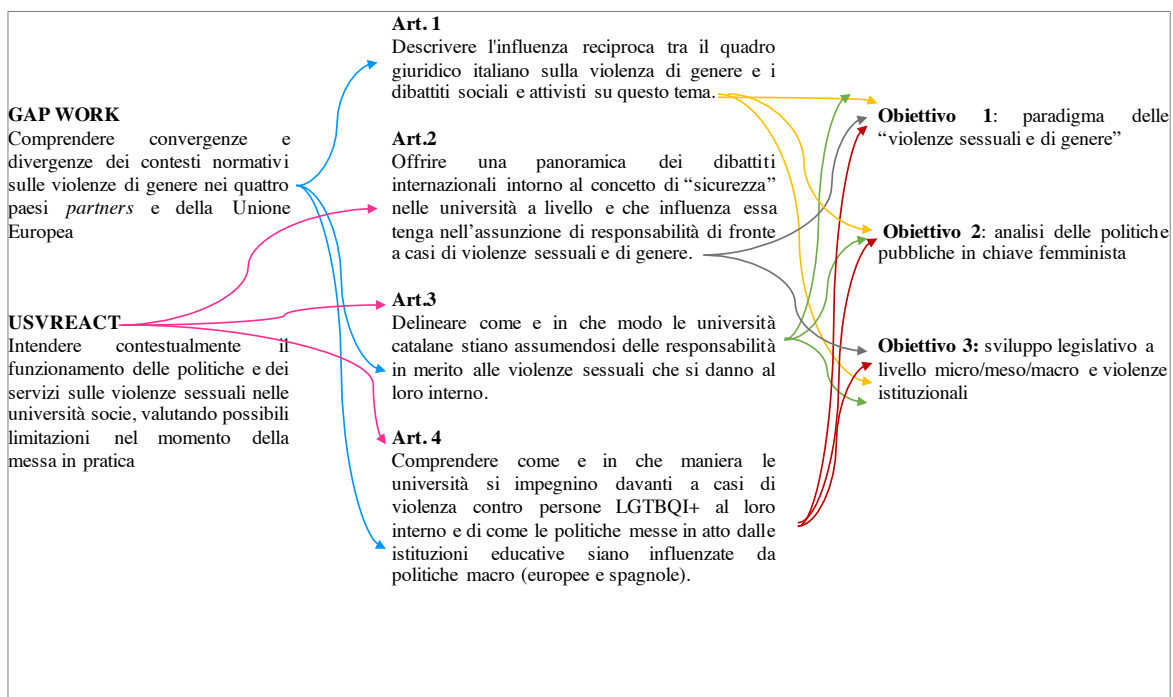 GAP WORK
Comprendere convergenze e
divergenze dei contesti normativi
sulle violenze di genere nei quattro
paesi partners e della Unione
Europea
USVREACT
Intendere contestualmente il
funzionamento delle politiche e dei
servizi sulle violenze sessuali nelle
università socie, valutando possibili
limitazioni nel momento della
messa in pratica
Art. 1
Descrivere l'influenza reciproca tra il quadro
giuridico italiano sulla violenza di genere e i
dibattiti sociali e attivisti su questo tema.
Art.2
Offrire una panoramica dei dibattiti
internazionali intorno al concetto di “sicurezza”
nelle università a livello e che influenza essa
tenga nell’assunzione di responsabilità di fronte
a casi di violenze sessuali e di genere.
Art.3
Delineare come e in che modo le università
catalane stiano assumendosi delle responsabilità
in merito alle violenze sessuali che si danno al
loro interno.
Art. 4
Comprendere come e in che maniera le
università si impegnino davanti a casi di
violenza contro persone LGTBQI+ al loro
interno e di come le politiche messe in atto dalle
istituzioni educative siano influenzate da
politiche macro (europee e spagnole).
Obiettivo 1: paradigma delle
“violenze sessuali e di genere”
Obiettivo 2: analisi delle politiche
pubbliche in chiave femminista
Obiettivo 3: sviluppo legislativo a
livello micro/meso/macro e violenze
istituzionali